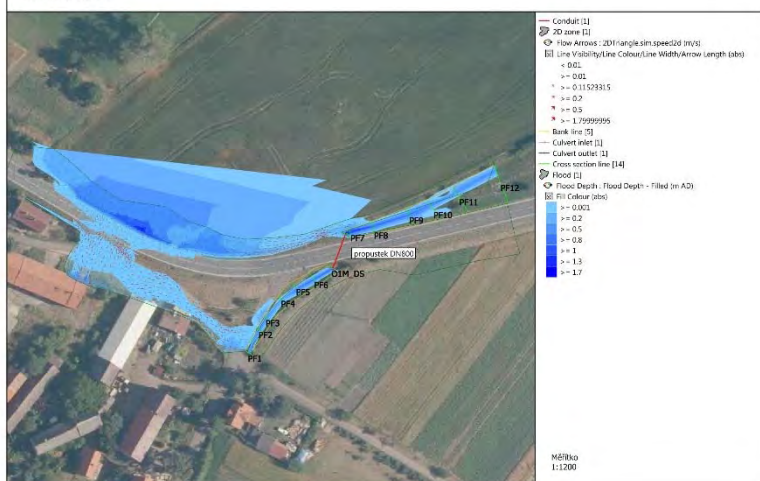 Conduit [1]
2D zone [1]
Flow Arrows : 2DTriangle.sim.speed2d (m/s)
Line Visibility/Line Colour/Line Width/Arrow Length (abs)
< 0.01
>= 0.01
>= 0.11523315
>= 0.2
>= 0.5
>= 1.79999995
Bank line [5]
Culvert inlet [1]
Culvert outlet [1]
Cross section line [14]
Flood [1]
Flood Depth : Flood Depth - Filled (m AD)
Fill Colour (abs)
>= 0.001
>= 0.2
>= 0.5
>= 0.8
>= 1
>= 1.3
>= 1.7
PF12
PF11
PF10
PF9
PF8
PF7
propustek DN800
O1M_DS
PF6
PF5
PF4
PF3
PF2
PF1
Měřítko
1:1200